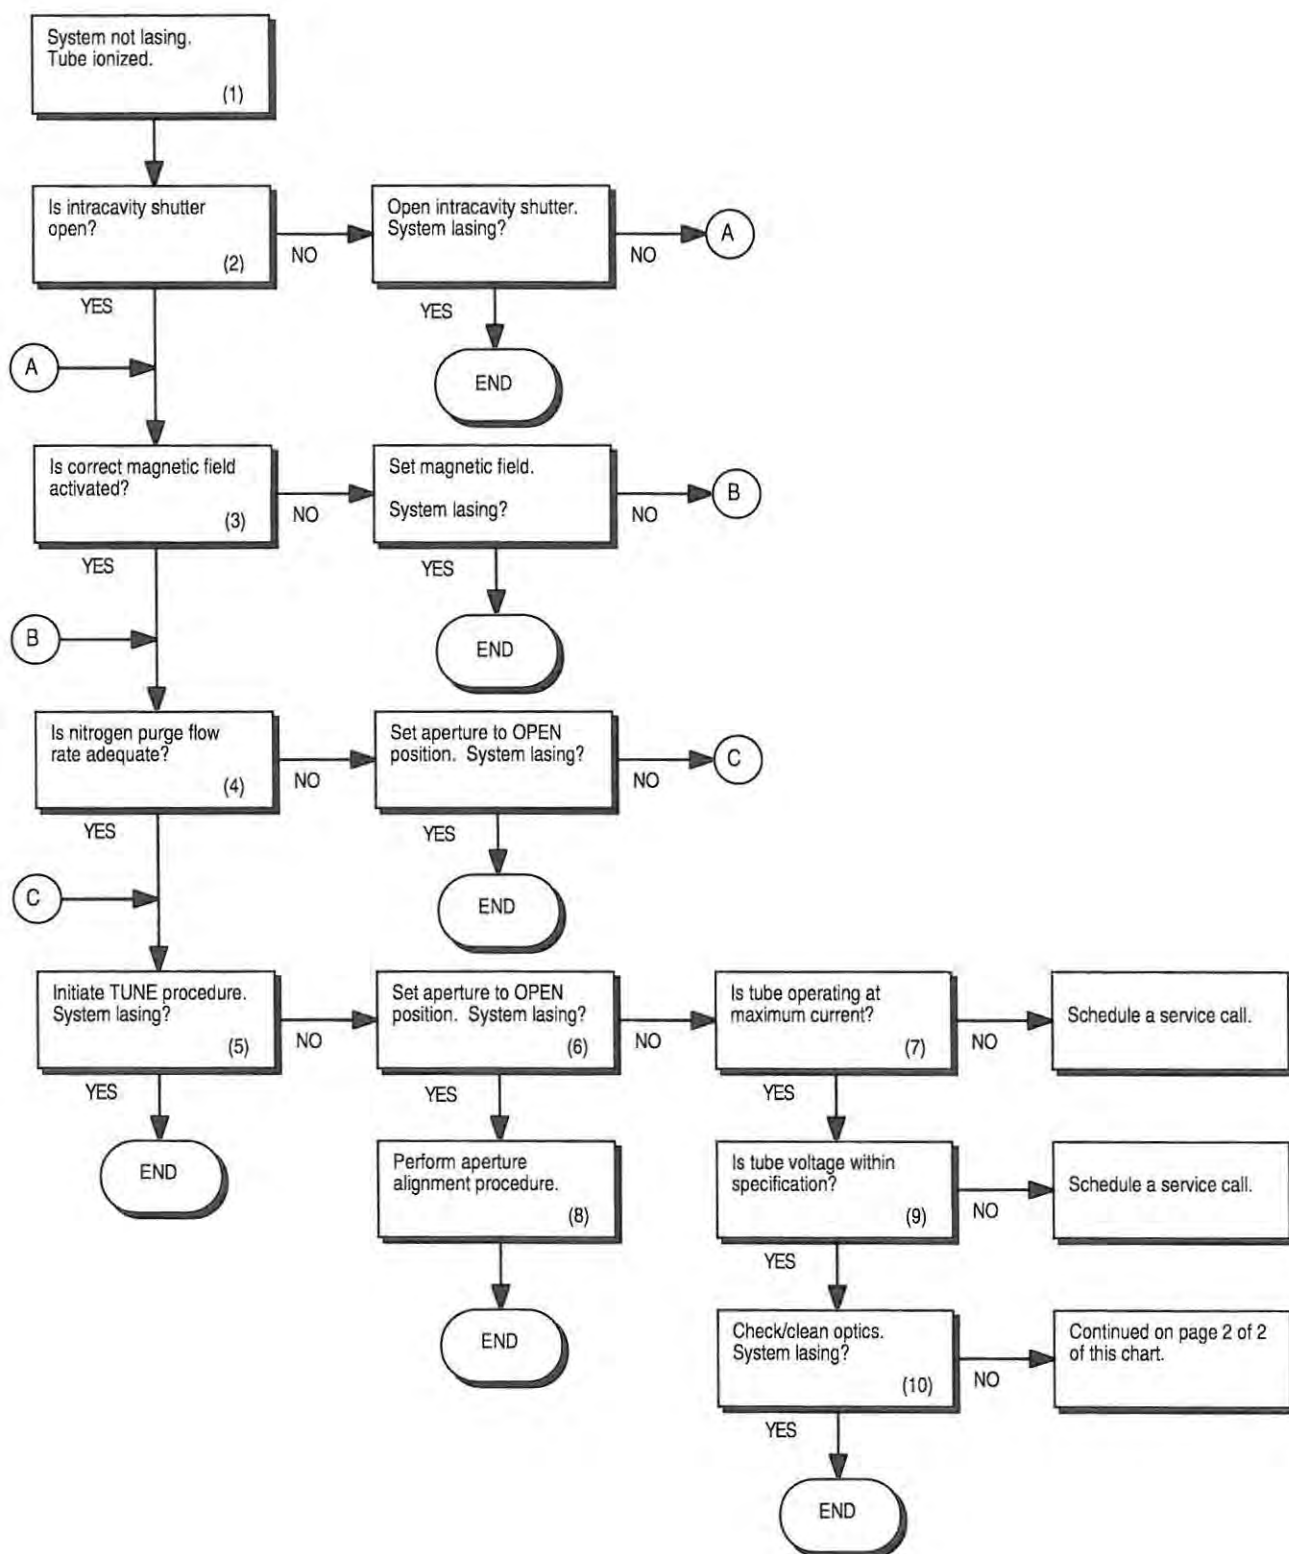 System not lasing.
Tube ionized.
(1)
Is intracavity shutter
open?
(2)
NO
Open intracavity shutter.
System lasing?
NO
A
YES
YES
A
END
Is correct magnetic field
activated?
(3)
NO
Set magnetic field.
System lasing?
NO
B
YES
YES
B
END
Is nitrogen purge flow
rate adequate?
(4)
NO
Set aperture to OPEN
position. System lasing?
NO
C
YES
YES
C
END
Initiate TUNE procedure.
System lasing?
(5)
NO
Set aperture to OPEN
position. System lasing?
(6)
NO
Is tube operating at
maximum current?
(7)
NO
Schedule a service call.
YES
YES
YES
END
Perform aperture
alignment procedure.
(8)
Is tube voltage within
specification?
(9)
NO
Schedule a service call.
YES
END
Check/clean optics.
System lasing?
(10)
NO
Continued on page 2 of 2
of this chart.
YES
END